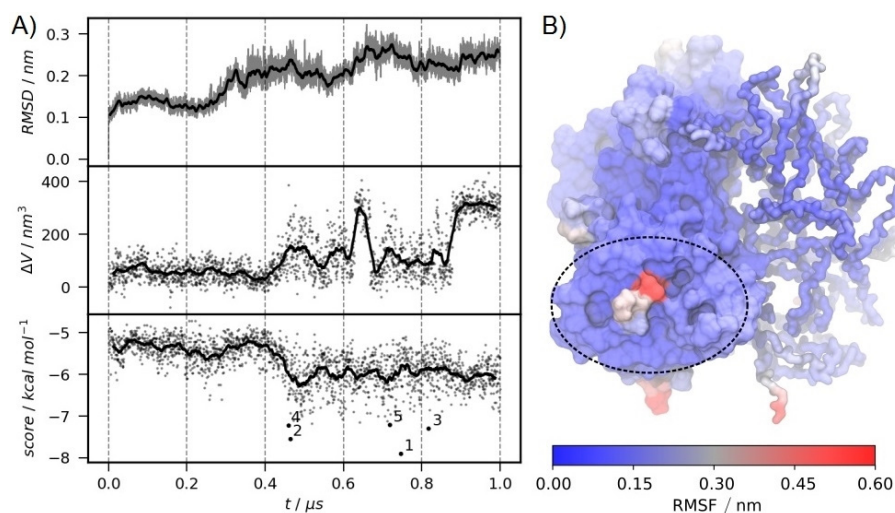 A)
RMSD / nm
0.3
0.2
0.1
0.0
ΔV / nm³
400
200
0
score / kcal mol⁻¹
-5
-6
-7
-8
4
2
5
3
1
0.0 0.2 0.4 0.6 0.8 1.0
t / μs
B)
0.00 0.15 0.30 0.45 0.60
RMSF / nm